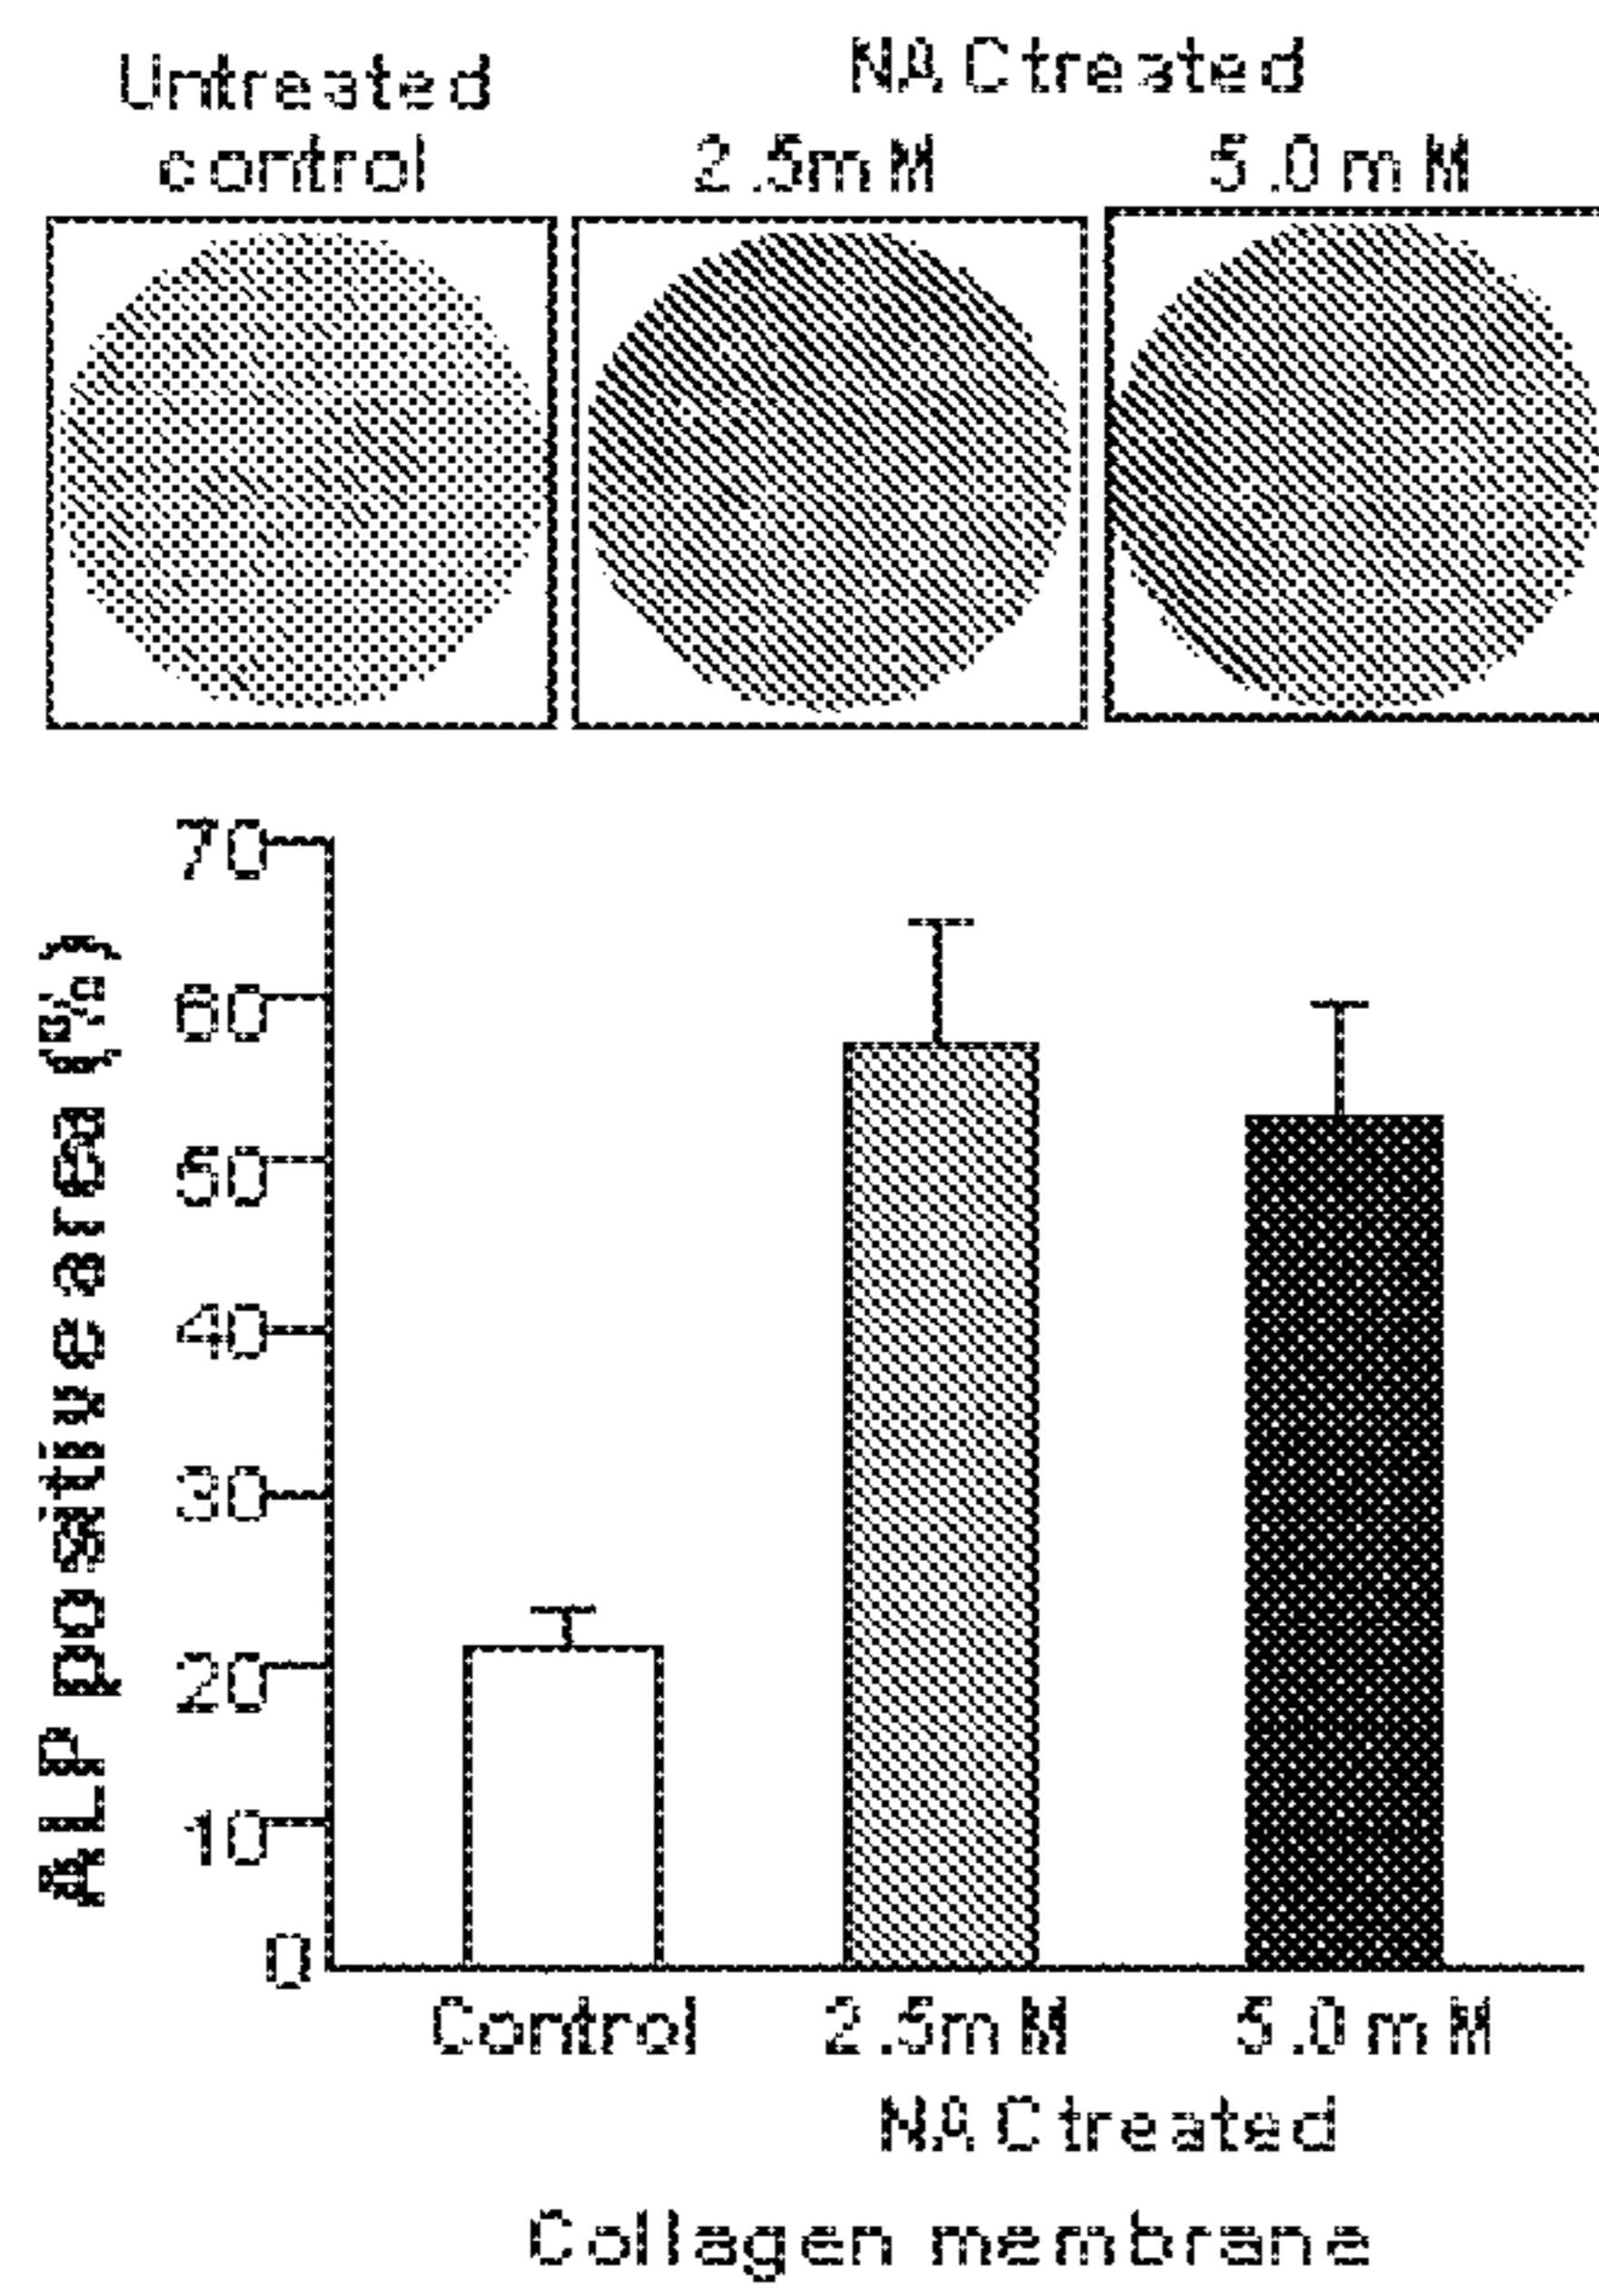 Untreated
control
NAC treated
2.5mM
5.0mM
ALP positive area (%)
70
60
50
40
30
20
10
0
Control
2.5mM
5.0mM
NAC treated
Collagen membrane